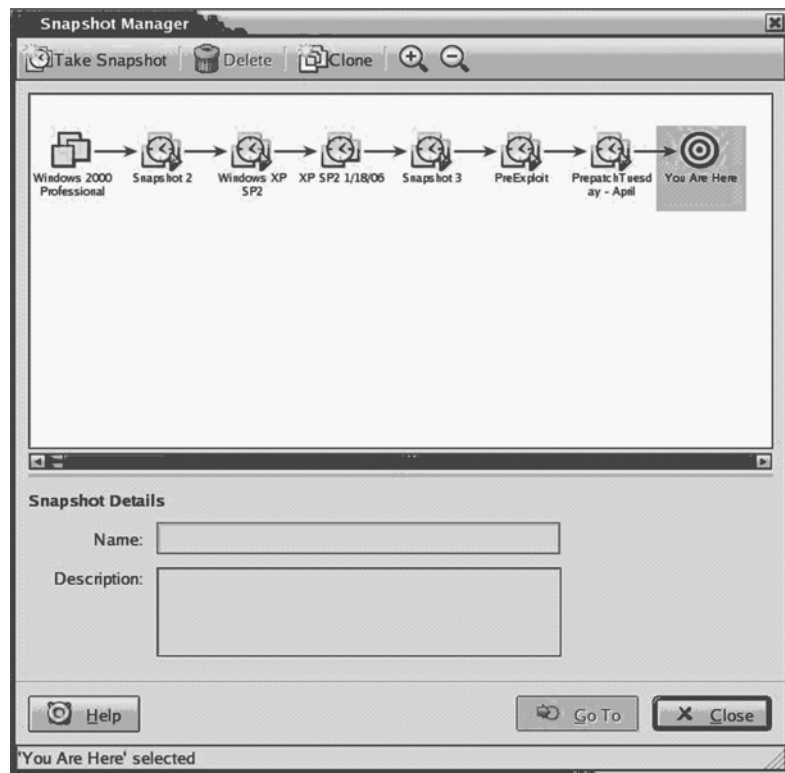 Snapshot Manager
Take Snapshot Delete Clone
Windows 2000 Professional
Snapshot 2
Windows XP SP2
XP SP2 1/18/06
Snapshot 3
PreExploit
PrepatchTuesd ay - April
You Are Here
Snapshot Details
Name:
Description:
Help Go To Close
'You Are Here' selected